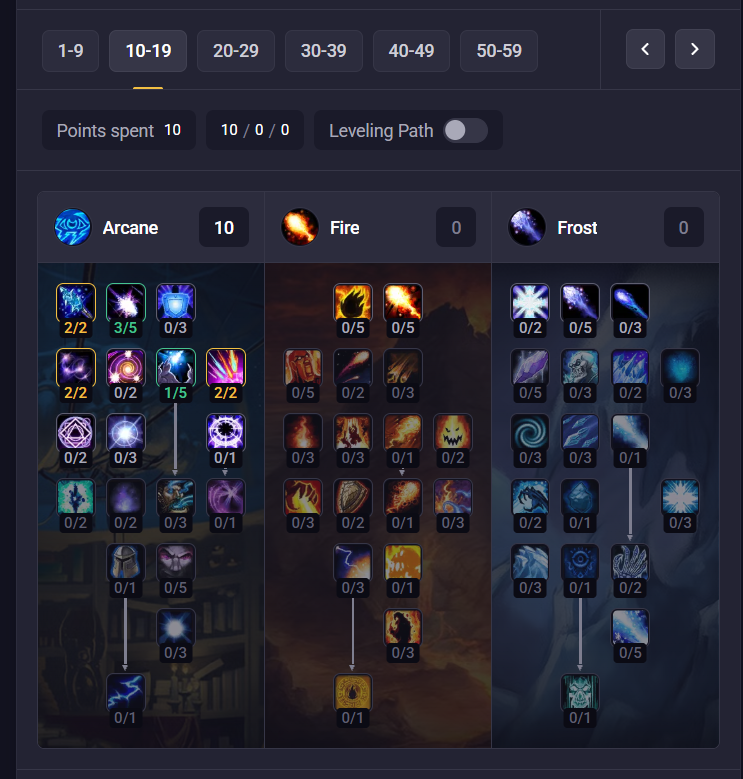 1-9 10-19 20-29 30-39 40-49 50-59
Points spent 10 10 / 0 / 0 Leveling Path
Arcane 10 Fire 0 Frost 0
2/2 3/5 0/3 0/5 0/5 0/2 0/5 0/3
2/2 0/2 1/5 2/2 0/5 0/2 0/3 0/5 0/3 0/2 0/3
0/2 0/3 0/1 0/3 0/3 0/1 0/2 0/3 0/3 0/1
0/2 0/2 0/3 0/1 0/3 0/2 0/1 0/3 0/2 0/1 0/3
0/1 0/5 0/3 0/1 0/3 0/1 0/2
0/3 0/3 0/5
0/1 0/1 0/1